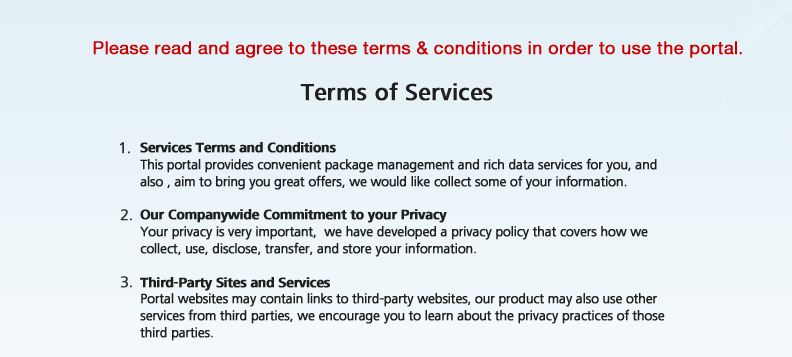 Please read and agree to these terms & conditions in order to use the portal.
Terms of Services
1. Services Terms and Conditions
This portal provides convenient package management and rich data services for you, and
also , aim to bring you great offers, we would like collect some of your information.
2. Our Companywide Commitment to your Privacy
Your privacy is very important,  we have developed a privacy policy that covers how we
collect, use, disclose, transfer, and store your information.
3. Third-Party Sites and Services
Portal websites may contain links to third-party websites, our product may also use other
services from third parties, we encourage you to learn about the privacy practices of those
third parties.